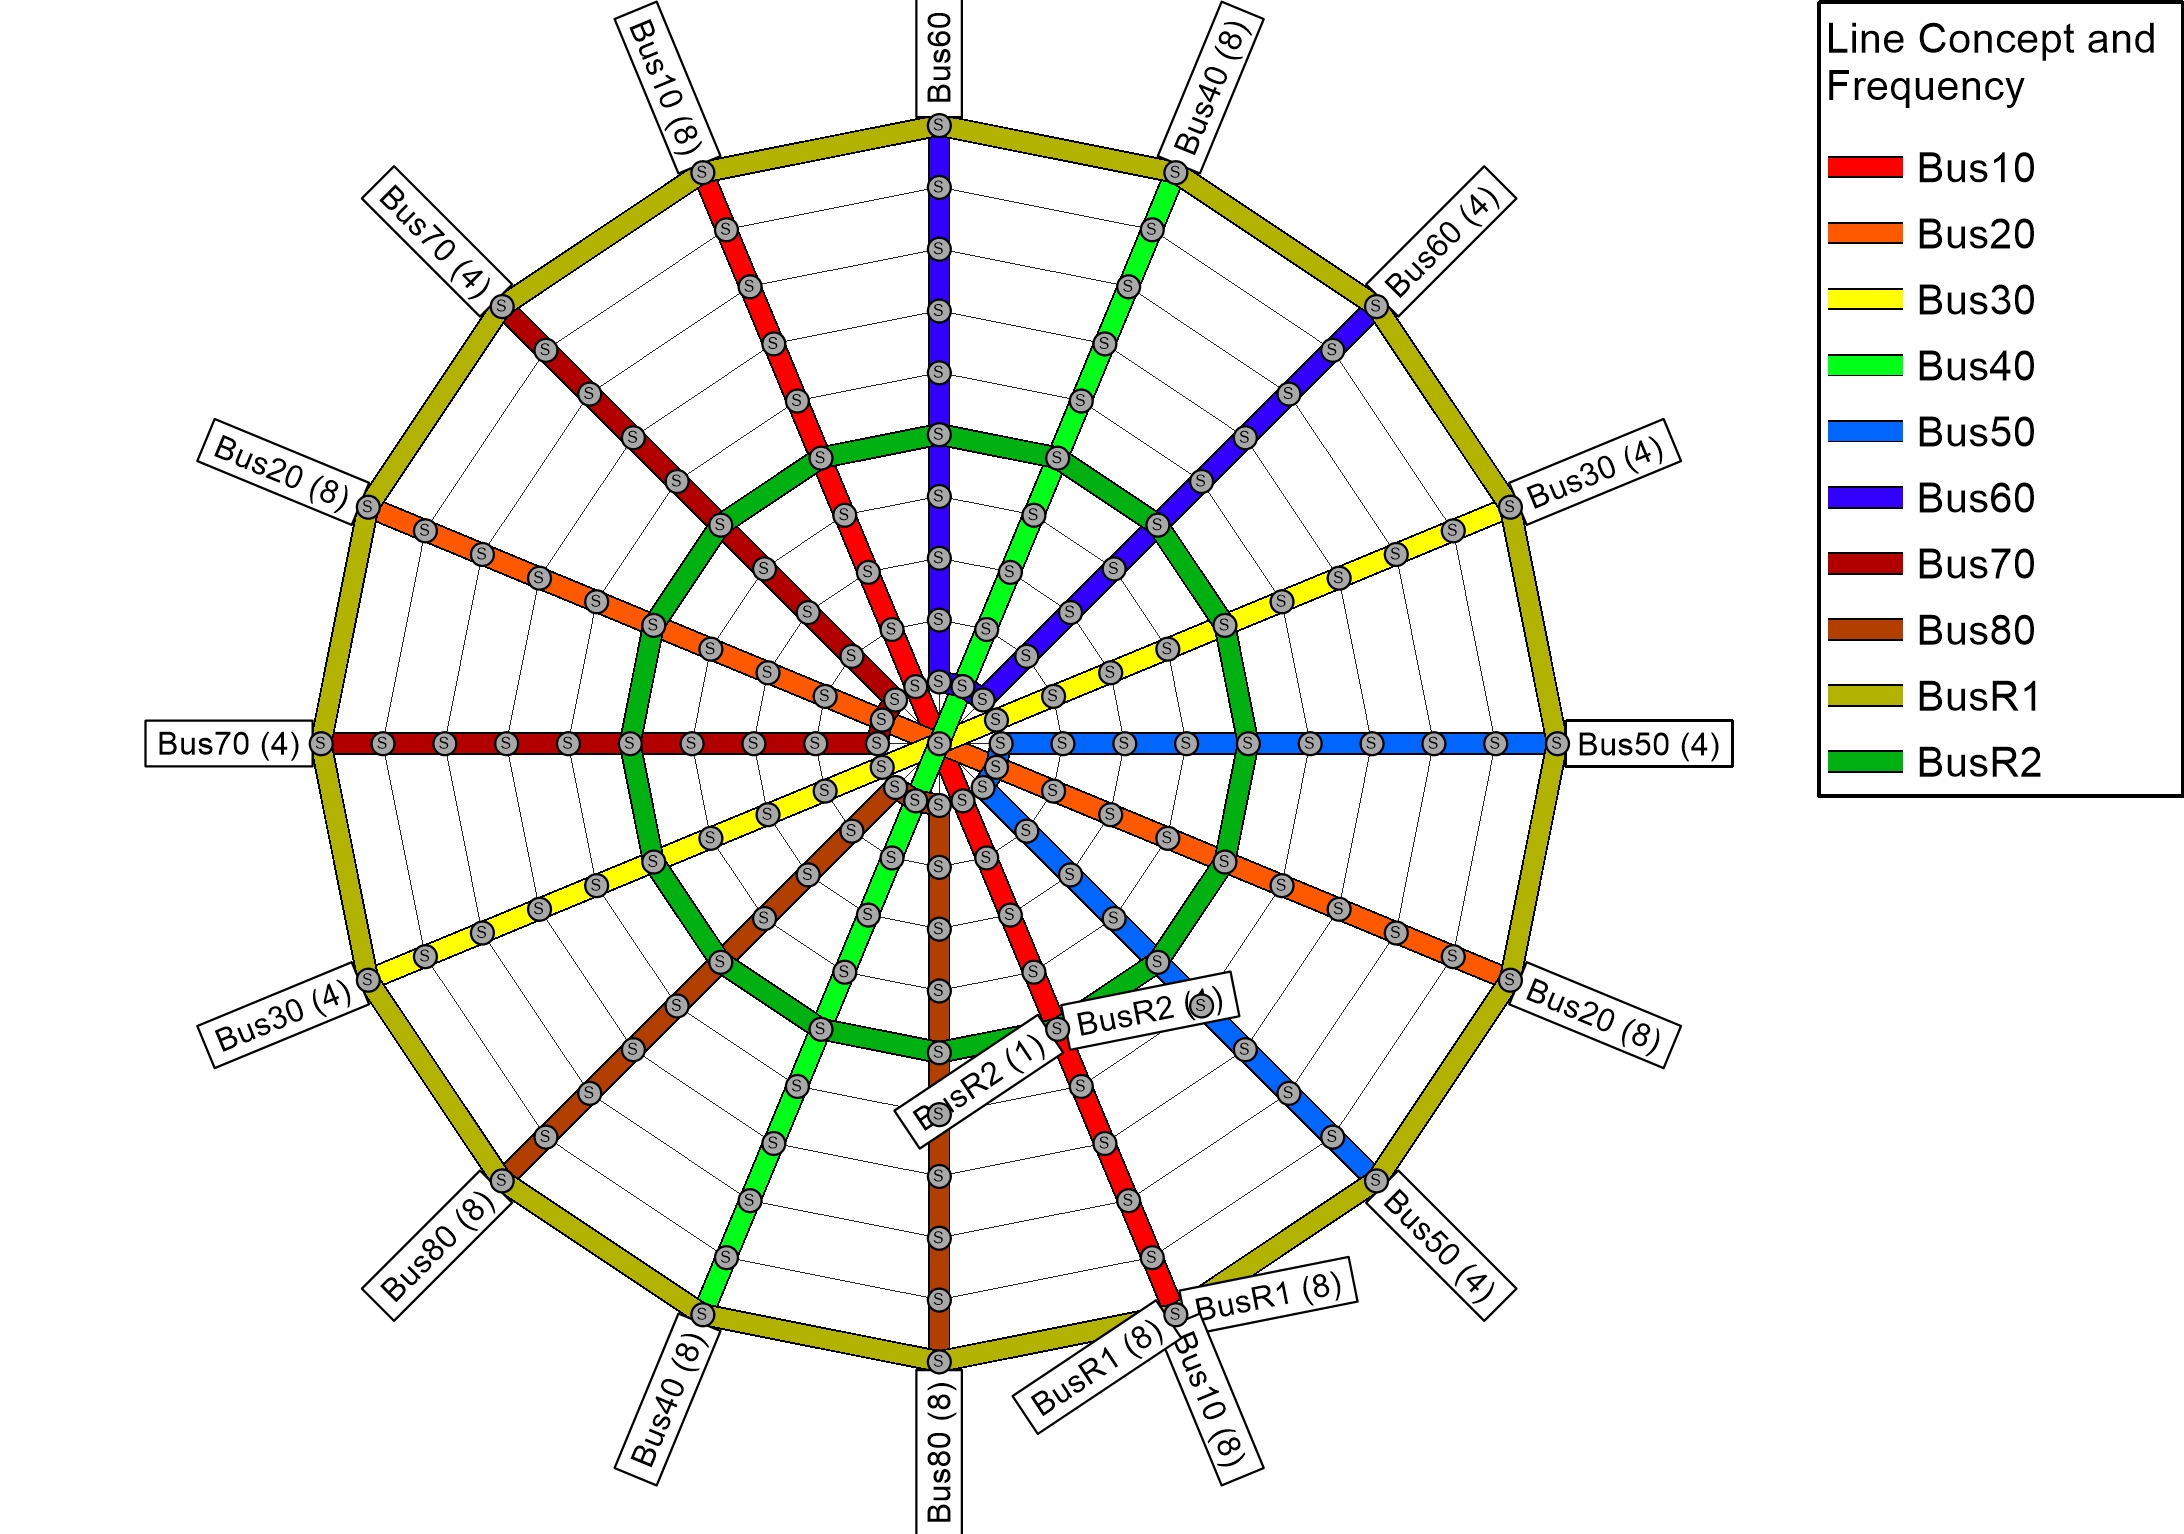 Bus10 (8)
Bus60
Bus40 (8)
Bus70 (4)
Bus60 (4)
Bus20 (8)
Bus30 (4)
Bus70 (4)
Bus50 (4)
Bus30 (4)
Bus20 (8)
BusR2 (1)
BusR2 (1)
Bus80 (8)
Bus50 (4)
BusR1 (8)
BusR1 (8)
Bus40 (8)
Bus80 (8)
Bus10 (8)
Line Concept and
Frequency
Bus10
Bus20
Bus30
Bus40
Bus50
Bus60
Bus70
Bus80
BusR1
BusR2